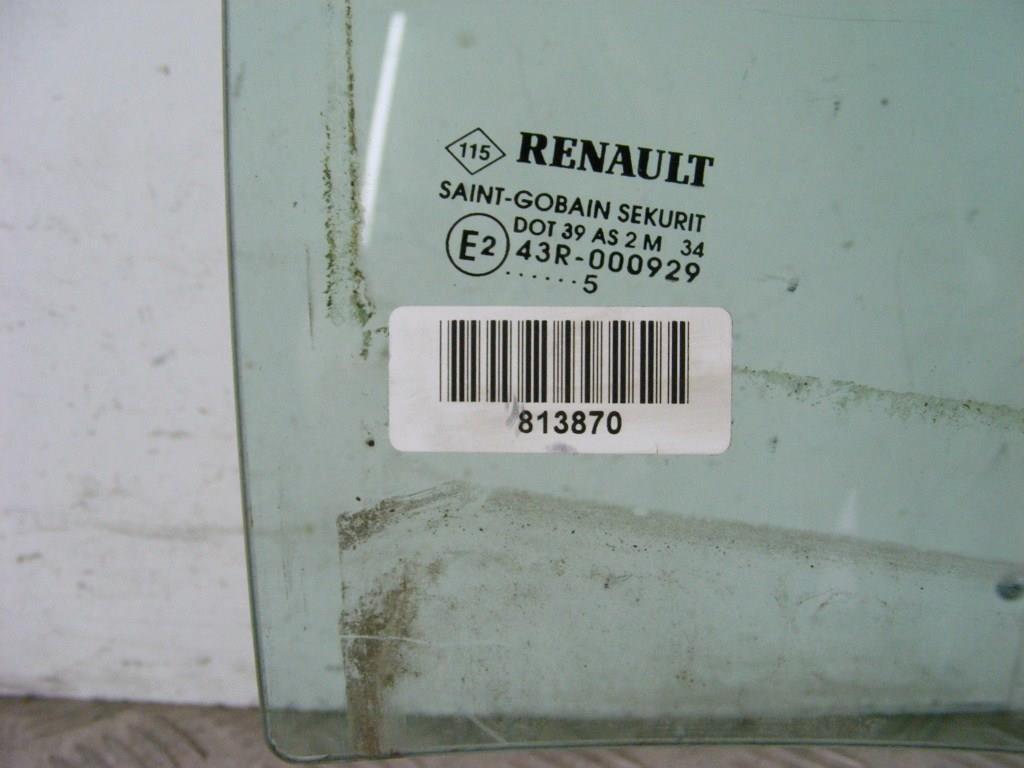 115 RENAULT
SAINT-GOBAIN SEKURIT
DOT 39 AS 2 M 34
E2 43R-000929
. . . . . . 5
813870